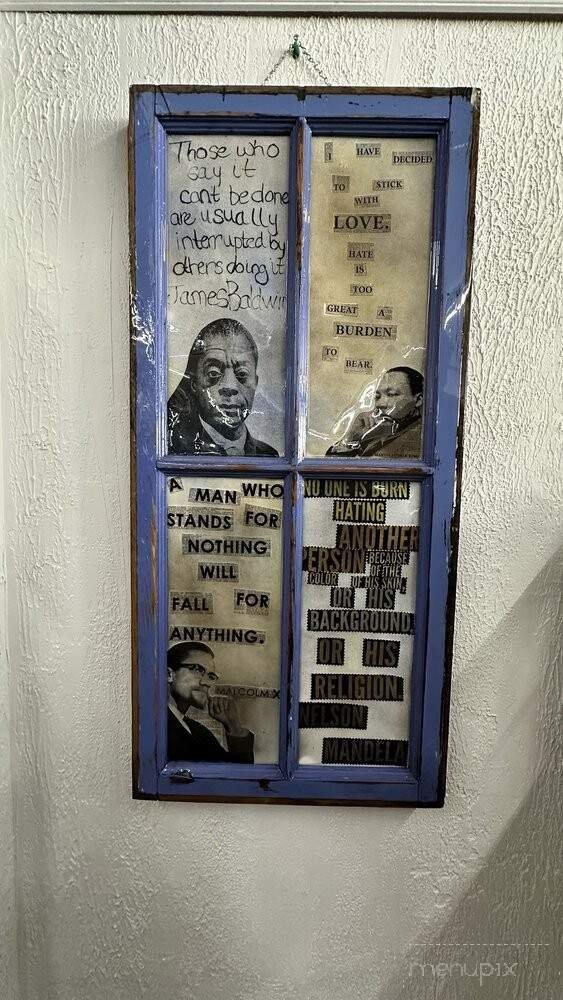 Those who
say it
cant be done
are usually
interrupted by
others doing it
James Baldwin
I HAVE DECIDED
TO STICK
WITH
LOVE.
HATE
IS
TOO
GREAT A
BURDEN
TO
BEAR.
A MAN WHO
STANDS FOR
NOTHING
WILL
FALL FOR
ANYTHING.
MALCOLM X
NO ONE IS BORN
HATING
ANOTHER
PERSON BECAUSE
OF THE
COLOR OF HIS SKIN,
OR HIS
BACKGROUND
OR HIS
RELIGION
NELSON
MANDELA
menupix